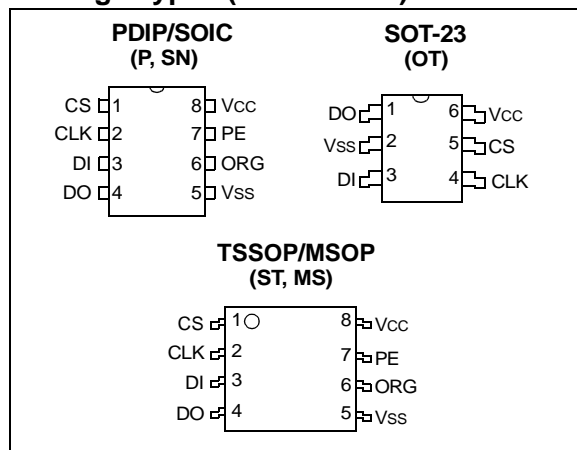 PDIP/SOIC
(P, SN)
CS 1 8 VCC
CLK 2 7 PE
DI 3 6 ORG
DO 4 5 VSS
SOT-23
(OT)
DO 1 6 VCC
VSS 2 5 CS
DI 3 4 CLK
TSSOP/MSOP
(ST, MS)
CS 1 8 VCC
CLK 2 7 PE
DI 3 6 ORG
DO 4 5 VSS